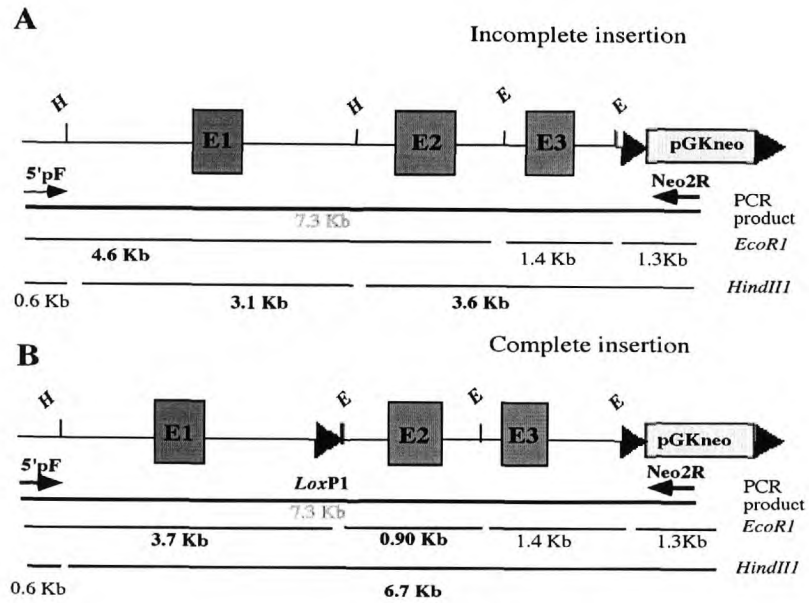 A
Incomplete insertion
H H E E
E1 E2 E3 pGKneo
5'pF Neo2R
PCR
product
7.3 Kb
EcoR1
4.6 Kb 1.4 Kb 1.3Kb
HindIII
0.6 Kb 3.1 Kb 3.6 Kb
B
Complete insertion
H E E E
E1 E2 E3 pGKneo
5'pF LoxP1 Neo2R
PCR
product
7.3 Kb
EcoR1
3.7 Kb 0.90 Kb 1.4 Kb 1.3Kb
HindIII
0.6 Kb 6.7 Kb